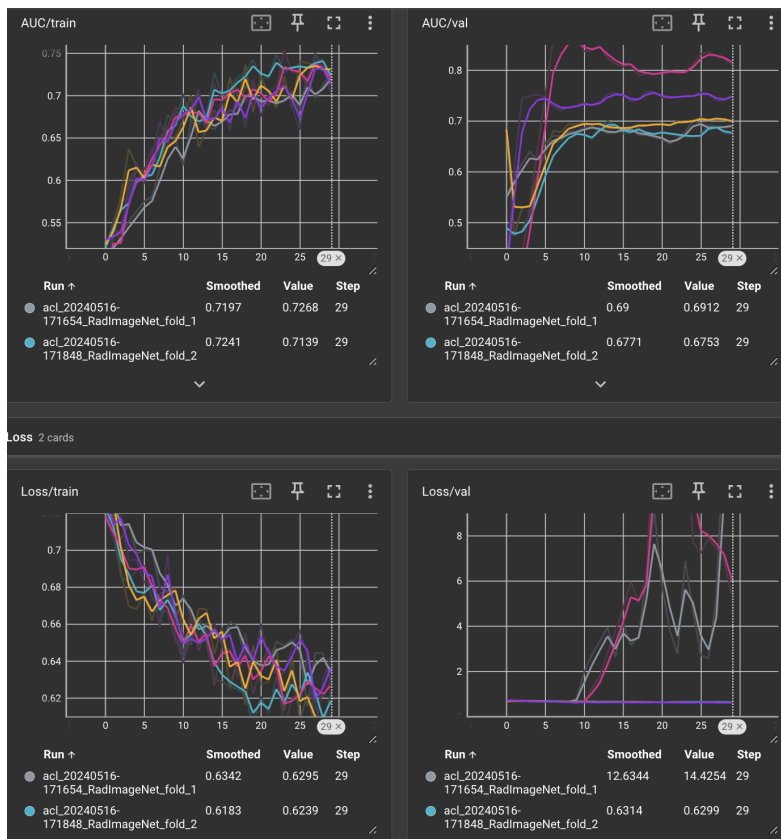 AUC/train
0.75
0.7
0.65
0.6
0.55
0 5 10 15 20 25 29 ×
Run ↑ Smoothed Value Step
acl_20240516-
171654_RadImageNet_fold_1 0.7197 0.7268 29
acl_20240516-
171848_RadImageNet_fold_2 0.7241 0.7139 29
AUC/val
0.8
0.7
0.6
0.5
0 5 10 15 20 25 29 ×
Run ↑ Smoothed Value Step
acl_20240516-
171654_RadImageNet_fold_1 0.69 0.6912 29
acl_20240516-
171848_RadImageNet_fold_2 0.6771 0.6753 29
Loss 2 cards
Loss/train
0.7
0.68
0.66
0.64
0.62
0 5 10 15 20 25 29 ×
Run ↑ Smoothed Value Step
acl_20240516-
171654_RadImageNet_fold_1 0.6342 0.6295 29
acl_20240516-
171848_RadImageNet_fold_2 0.6183 0.6239 29
Loss/val
8
6
4
2
0 5 10 15 20 25 29 ×
Run ↑ Smoothed Value Step
acl_20240516-
171654_RadImageNet_fold_1 12.6344 14.4254 29
acl_20240516-
171848_RadImageNet_fold_2 0.6314 0.6299 29